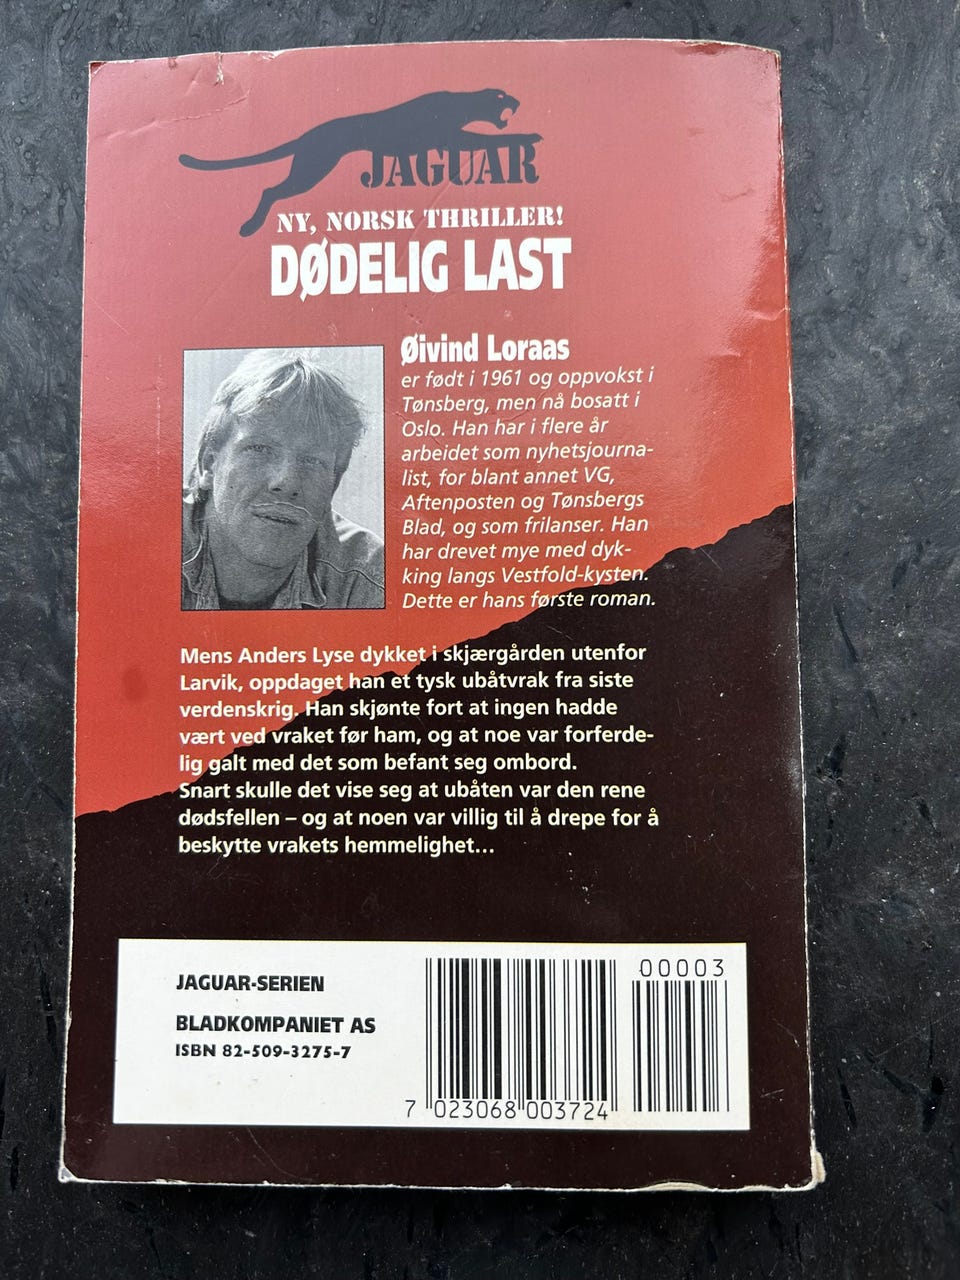 JAGUAR
NY, NORSK THRILLER!
DØDELIG LAST
Øivind Loraas
er født i 1961 og oppvokst i
Tønsberg, men nå bosatt i
Oslo. Han har i flere år
arbeidet som nyhetsjourna-
list, for blant annet VG,
Aftenposten og Tønsbergs
Blad, og som frilanser. Han
har drevet mye med dyk-
king langs Vestfold-kysten.
Dette er hans første roman.
Mens Anders Lyse dykket i skjærgården utenfor
Larvik, oppdaget han et tysk ubåtvrak fra siste
verdenskrig. Han skjønte fort at ingen hadde
vært ved vraket før ham, og at noe var forferde-
lig galt med det som befant seg ombord.
Snart skulle det vise seg at ubåten var den rene
dødsfellen – og at noen var villig til å drepe for å
beskytte vrakets hemmelighet...
JAGUAR-SERIEN
BLADKOMPANIET AS
ISBN 82-509-3275-7
00003
7 023068 003724